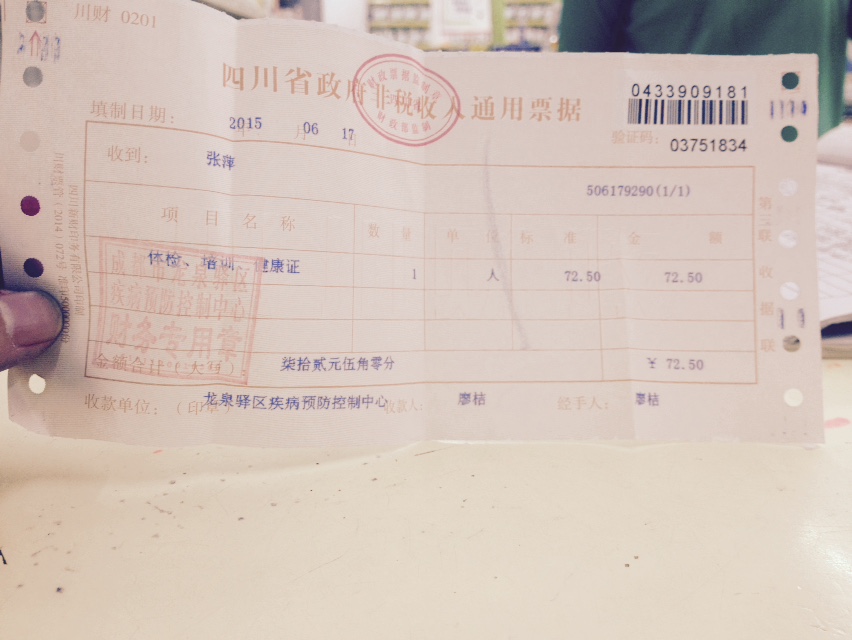 川财 0201
四川省政府非税收入通用票据
0433909181
填制日期： 2015 年 06 月 17 日
验证码： 03751834
收到： 张萍
506179290(1/1)
项目名称 数量 单位 标准 金额
体检、培训 健康证 1 人 72.50 72.50
成都市龙泉驿区
疾病预防控制中心
财务专用章
金额合计（大写）： 柒拾贰元伍角零分 ￥ 72.50
收款单位：（印章） 龙泉驿区疾病预防控制中心 收款人： 廖桔 经手人： 廖桔
第二联 收据联